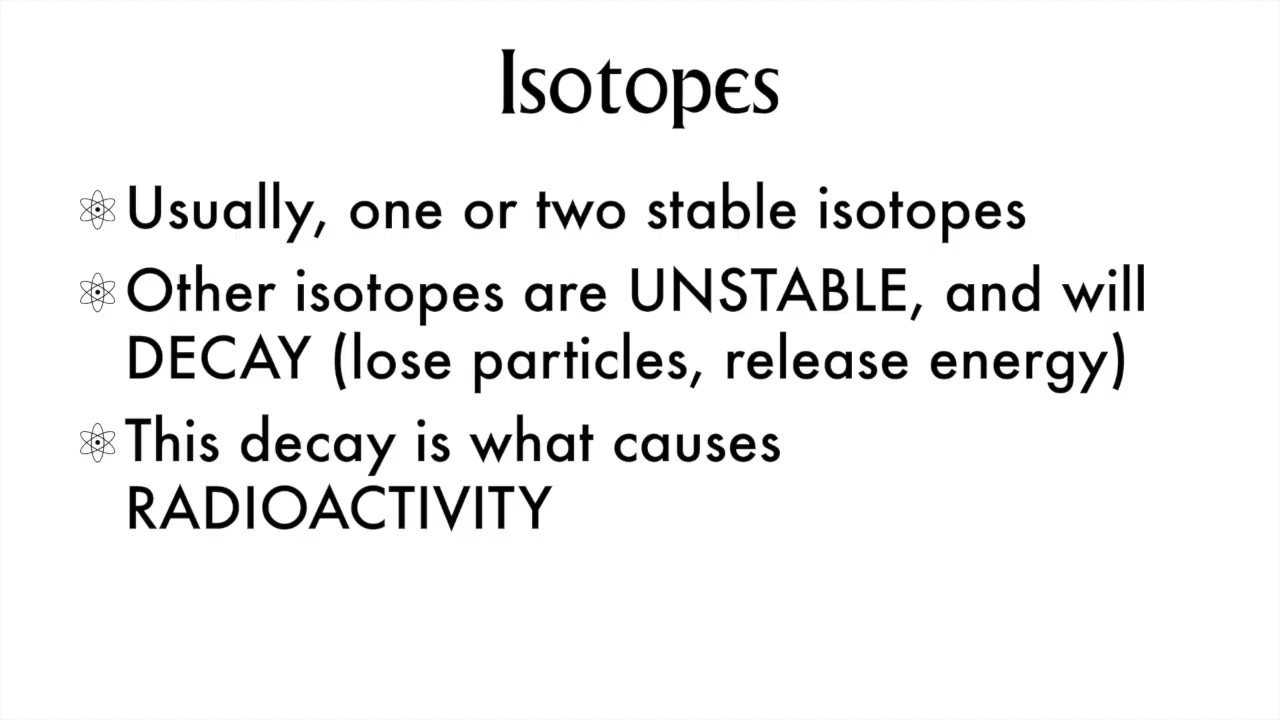 Isotopes
Usually, one or two stable isotopes
Other isotopes are UNSTABLE, and will
DECAY (lose particles, release energy)
This decay is what causes
RADIOACTIVITY